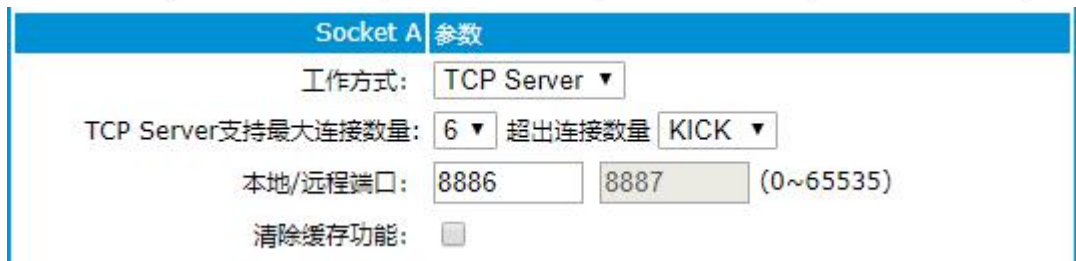 Socket A 参数
工作方式: TCP Server ▼
TCP Server支持最大连接数量: 6 ▼ 超出连接数量 KICK ▼
本地/远程端口: 8886 8887 (0~65535)
清除缓存功能: